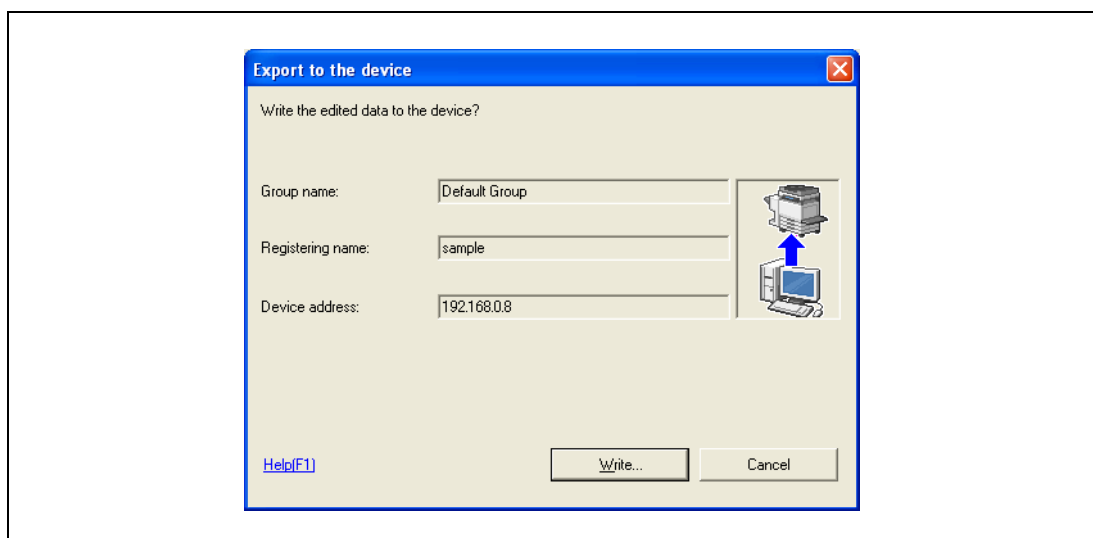 Export to the device
Write the edited data to the device?
Group name: Default Group
Registering name: sample
Device address: 192.168.0.8
Help(F1) Write... Cancel